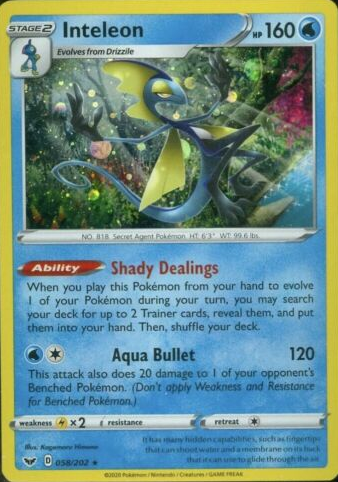 STAGE 2 Inteleon HP 160
Evolves from Drizzile
NO. 818 Secret Agent Pokémon HT: 6'3" WT: 99.6 lbs.
Ability Shady Dealings
When you play this Pokémon from your hand to evolve
1 of your Pokémon during your turn, you may search
your deck for up to 2 Trainer cards, reveal them, and put
them into your hand. Then, shuffle your deck.
Aqua Bullet 120
This attack also does 20 damage to 1 of your opponent's
Benched Pokémon. (Don't apply Weakness and Resistance
for Benched Pokémon.)
weakness ×2 resistance retreat
Illus. Kagemaru Himeno
D 058/202 ★
It has many hidden capabilities, such as fingertips
that can shoot water and a membrane on its back
that it can use to glide through the air.
©2020 Pokémon / Nintendo / Creatures / GAME FREAK